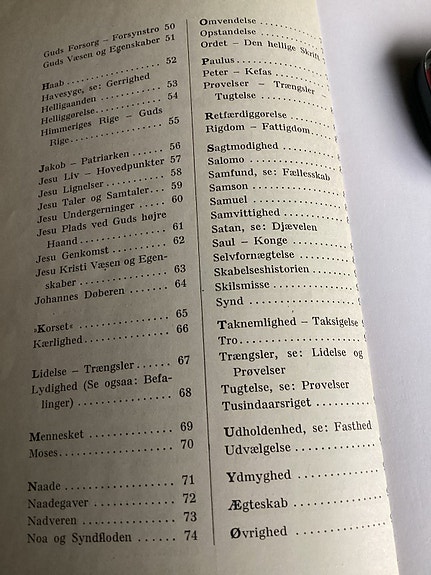 Guds Forsorg – Forsynstro 50
Guds Væsen og Egenskaber 51
Haab .................... 52
Havesyge, se: Gerrighed
Helligaanden ............ 53
Helliggørelse ........... 54
Himmeriges Rige – Guds
Rige .................... 55
Jakob – Patriarken ...... 56
Jesu Liv – Hovedpunkter 57
Jesu Lignelser .......... 58
Jesu Taler og Samtaler... 59
Jesu Undergerninger ..... 60
Jesu Plads ved Guds højre
Haand ................... 61
Jesu Genkomst ........... 62
Jesu Kristi Væsen og Egen-
skaber .................. 63
Johannes Døberen ........ 64
»Korset« ................ 65
Kærlighed ............... 66
Lidelse – Trængsler ..... 67
Lydighed (Se ogsaa: Befa-
linger) ................. 68
Mennesket ............... 69
Moses ................... 70
Naade ................... 71
Naadegaver .............. 72
Nadveren ................ 73
Noa og Syndfloden ....... 74
Omvendelse ..............
Opstandelse .............
Ordet – Den hellige Skrift
Paulus ..................
Peter – Kefas ...........
Prøvelser – Trængsler
Tugtelse ................
Retfærdiggørelse ........
Rigdom – Fattigdom ......
Sagtmodighed ............
Salomo ..................
Samfund, se: Fællesskab
Samson ..................
Samuel ..................
Samvittighed ............
Satan, se: Djævelen
Saul – Konge ............
Selvfornægtelse .........
Skabelseshistorien ......
Skilsmisse ..............
Synd ....................
Taknemlighed – Taksigelse
Tro .....................
Trængsler, se: Lidelse og
Prøvelser
Tugtelse, se: Prøvelser
Tusindaarsriget .........
Udholdenhed, se: Fasthed
Udvælgelse ..............
Ydmyghed ................
Ægteskab ................
Øvrighed ................